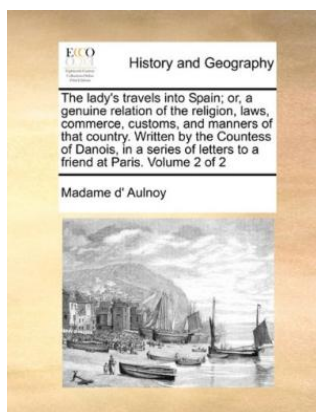 ECCO
History and Geography
The lady's travels into Spain; or, a
genuine relation of the religion, laws,
commerce, customs, and manners of
that country. Written by the Countess
of Danois, in a series of letters to a
friend at Paris. Volume 2 of 2
Madame d' Aulnoy